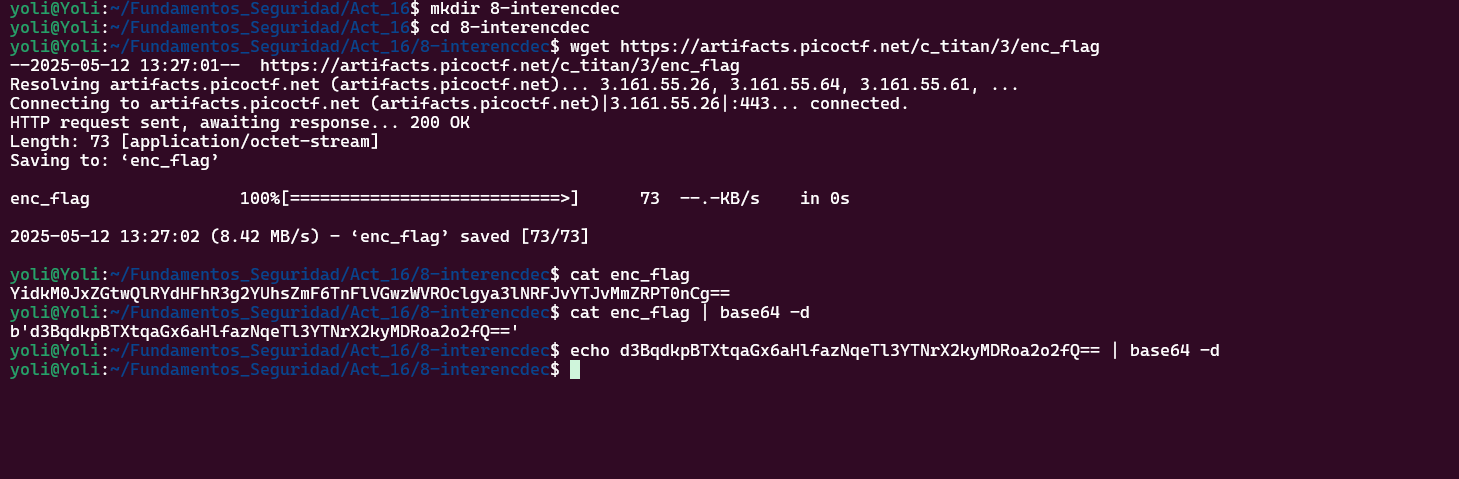 yoli@Yoli:~/Fundamentos_Seguridad/Act_16$ mkdir 8-interencdec
yoli@Yoli:~/Fundamentos_Seguridad/Act_16$ cd 8-interencdec
yoli@Yoli:~/Fundamentos_Seguridad/Act_16/8-interencdec$ wget https://artifacts.picoctf.net/c_titan/3/enc_flag
--2025-05-12 13:27:01--  https://artifacts.picoctf.net/c_titan/3/enc_flag
Resolving artifacts.picoctf.net (artifacts.picoctf.net)... 3.161.55.26, 3.161.55.64, 3.161.55.61, ...
Connecting to artifacts.picoctf.net (artifacts.picoctf.net)|3.161.55.26|:443... connected.
HTTP request sent, awaiting response... 200 OK
Length: 73 [application/octet-stream]
Saving to: ‘enc_flag’
enc_flag 100%[===========================>] 73 --.-KB/s in 0s
2025-05-12 13:27:02 (8.42 MB/s) - ‘enc_flag’ saved [73/73]
yoli@Yoli:~/Fundamentos_Seguridad/Act_16/8-interencdec$ cat enc_flag
YidkM0JxZGtwQlRYdHFhR3g2YUhsZmF6TnFlVGwzWVROclgya3lNRFJvYTJvMmZRPT0nCg==
yoli@Yoli:~/Fundamentos_Seguridad/Act_16/8-interencdec$ cat enc_flag | base64 -d
b'd3BqdkpBTXtqaGx6aHlfazNqeTl3YTNrX2kyMDRoa2o2fQ=='
yoli@Yoli:~/Fundamentos_Seguridad/Act_16/8-interencdec$ echo d3BqdkpBTXtqaGx6aHlfazNqeTl3YTNrX2kyMDRoa2o2fQ== | base64 -d
yoli@Yoli:~/Fundamentos_Seguridad/Act_16/8-interencdec$